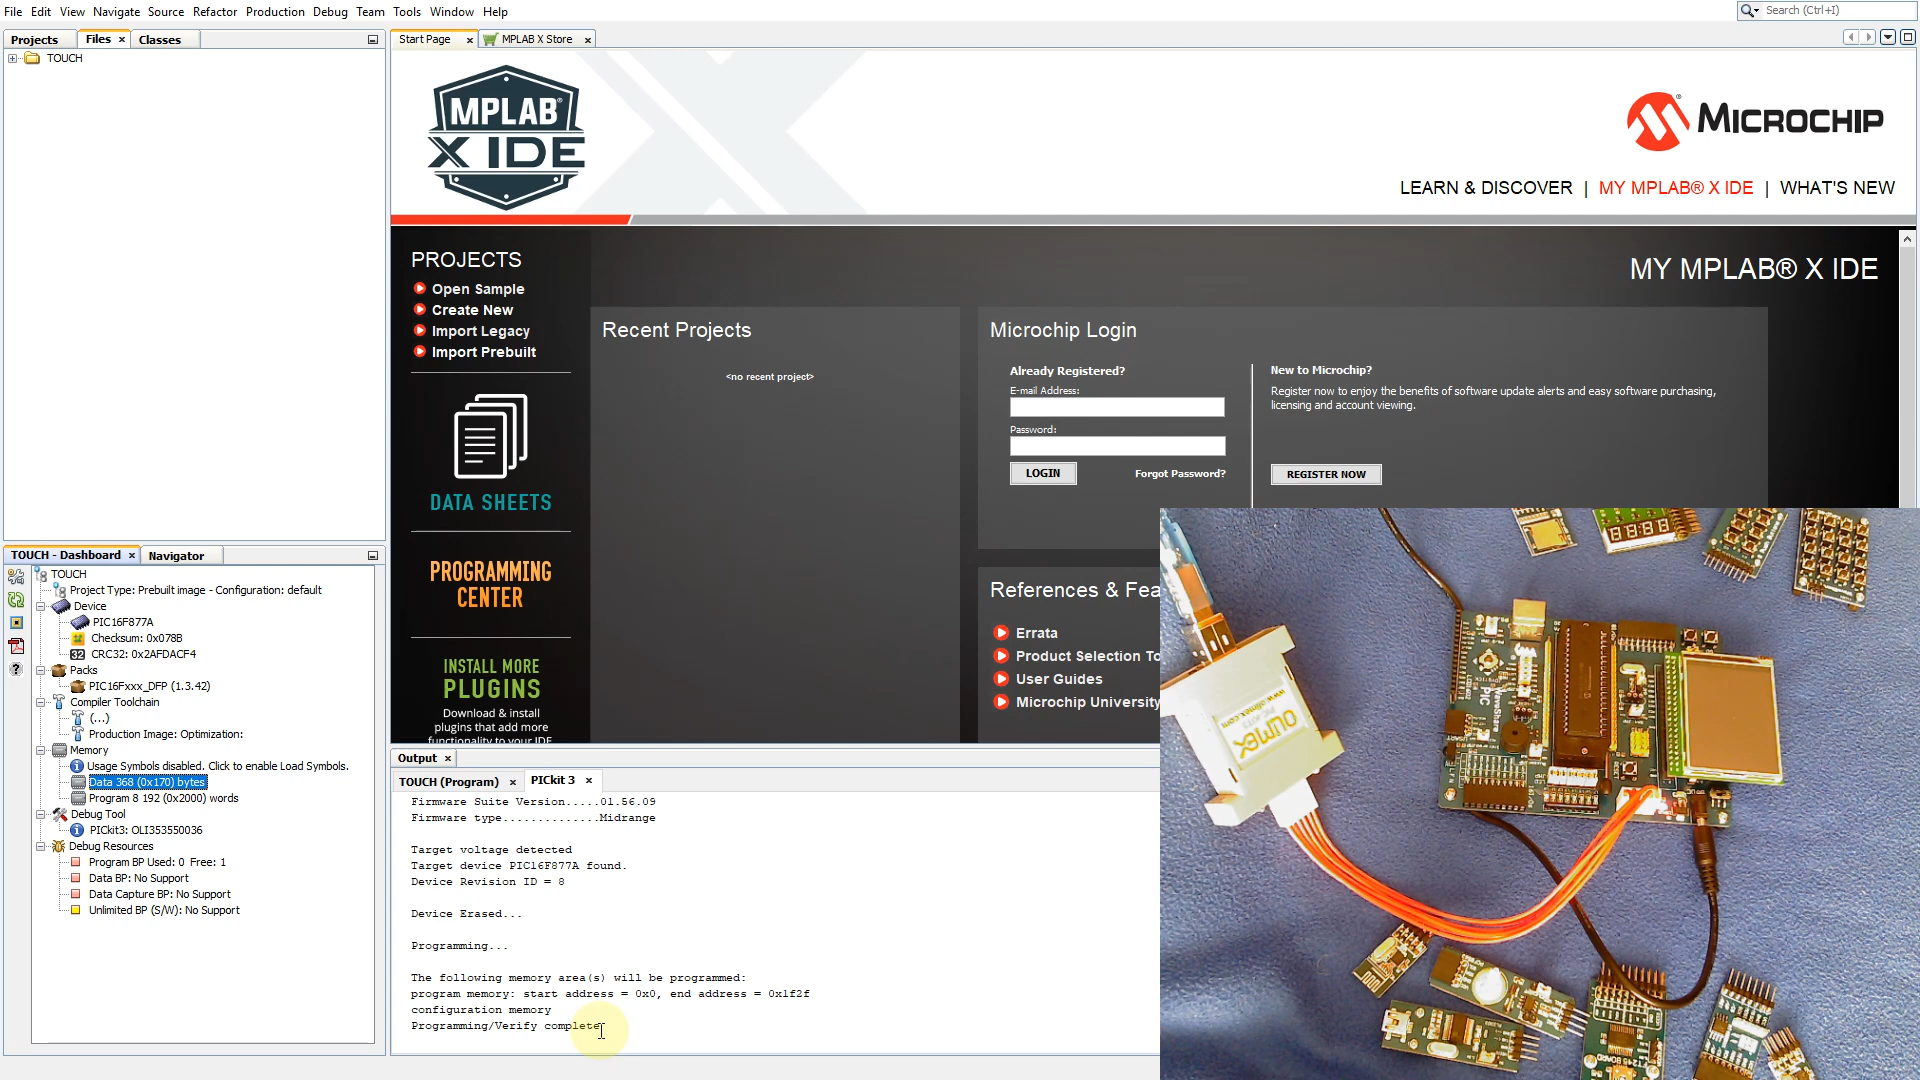 File Edit View Navigate Source Refactor Production Debug Team Tools Window Help
Search (Ctrl+I)
Projects Files Classes
TOUCH
Start Page MPLAB X Store
MPLAB®
X IDE
MICROCHIP
LEARN & DISCOVER | MY MPLAB® X IDE | WHAT'S NEW
MY MPLAB® X IDE
PROJECTS
Open Sample
Create New
Import Legacy
Import Prebuilt
DATA SHEETS
PROGRAMMING
CENTER
INSTALL MORE
PLUGINS
Download & install
plugins that add more
functionality to your IDE
Recent Projects
<no recent project>
Microchip Login
Already Registered?
E-mail Address:
Password:
LOGIN
Forgot Password?
New to Microchip?
Register now to enjoy the benefits of software update alerts and easy software purchasing,
licensing and account viewing.
REGISTER NOW
References & Fea
Errata
Product Selection To
User Guides
Microchip University
TOUCH - Dashboard Navigator
TOUCH
Project Type: Prebuilt image - Configuration: default
Device
PIC16F877A
Checksum: 0x078B
32 CRC32: 0x2AFDACF4
Packs
PIC16Fxxx_DFP (1.3.42)
Compiler Toolchain
(...)
Production Image: Optimization:
Memory
Usage Symbols disabled. Click to enable Load Symbols.
Data 368 (0x170) bytes
Program 8 192 (0x2000) words
Debug Tool
PICkit3: OLI353550036
Debug Resources
Program BP Used: 0 Free: 1
Data BP: No Support
Data Capture BP: No Support
Unlimited BP (S/W): No Support
Output
TOUCH (Program) PICkit 3
Firmware Suite Version.....01.56.09
Firmware type..............Midrange
Target voltage detected
Target device PIC16F877A found.
Device Revision ID = 8
Device Erased...
Programming...
The following memory area(s) will be programmed:
program memory: start address = 0x0, end address = 0x1f2f
configuration memory
Programming/Verify complete
www.olimex.com
OLIMEX
WaveShare
PIC